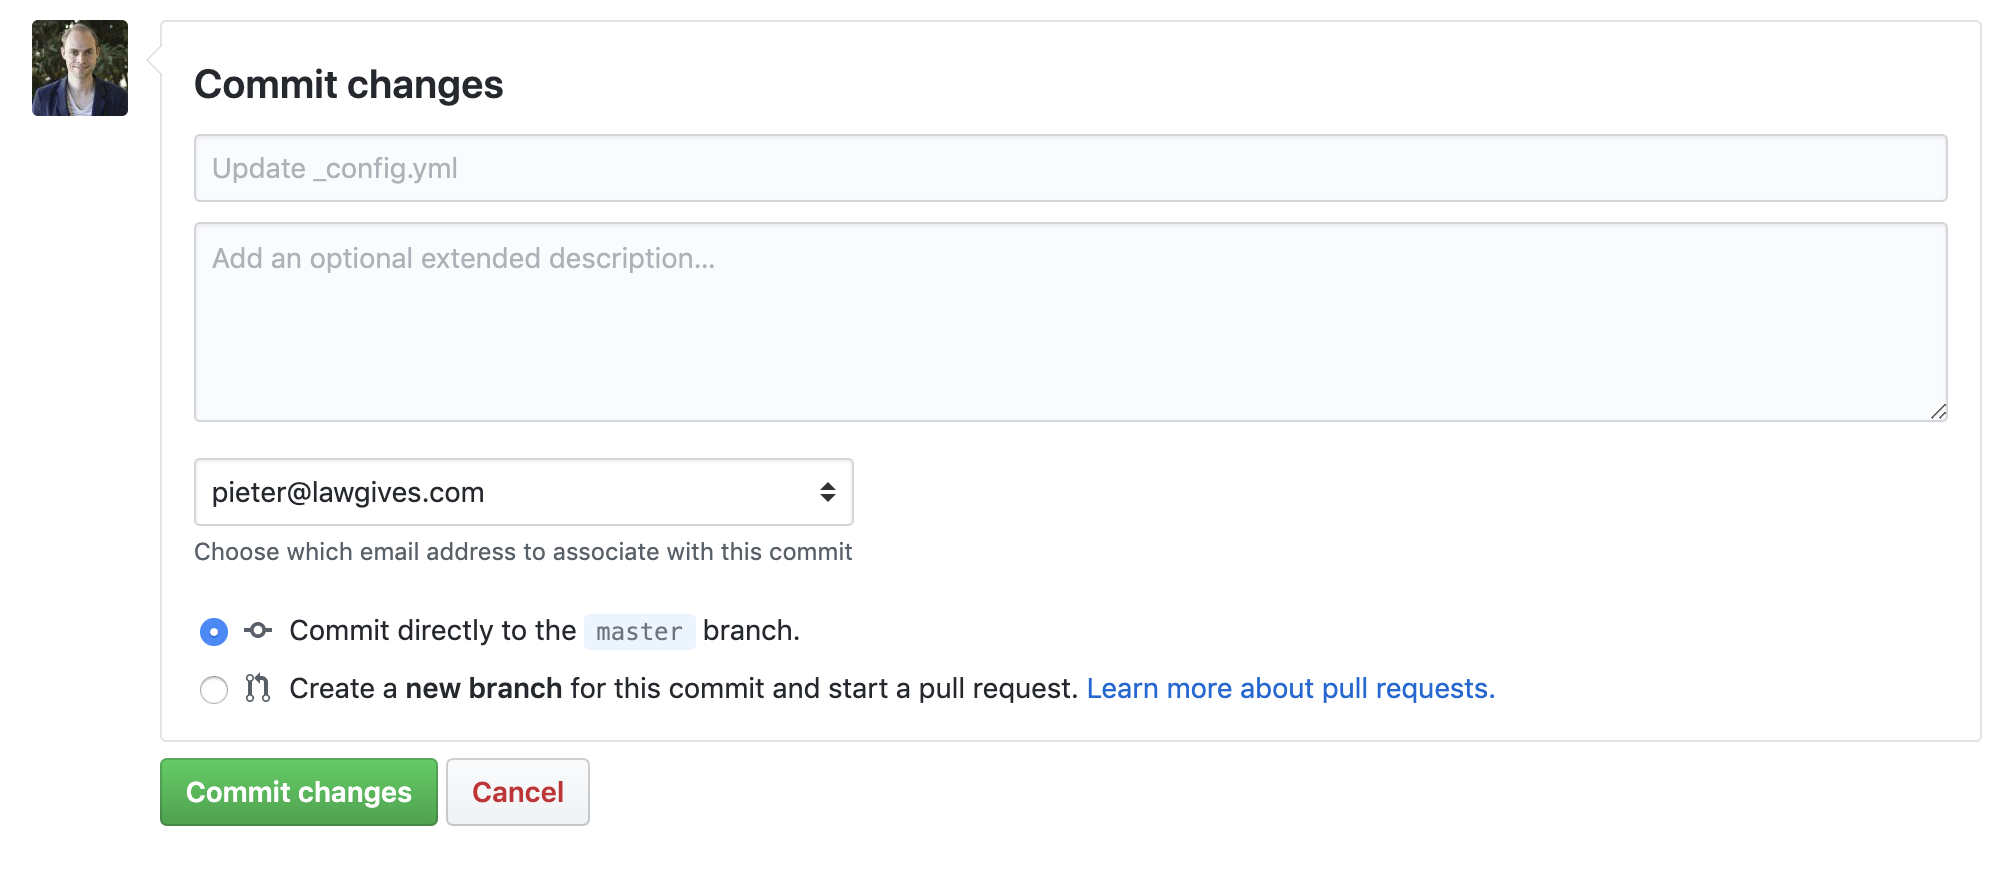 Commit changes
Update _config.yml
Add an optional extended description...
pieter@lawgives.com
Choose which email address to associate with this commit
Commit directly to the master branch.
Create a new branch for this commit and start a pull request. Learn more about pull requests.
Commit changes Cancel